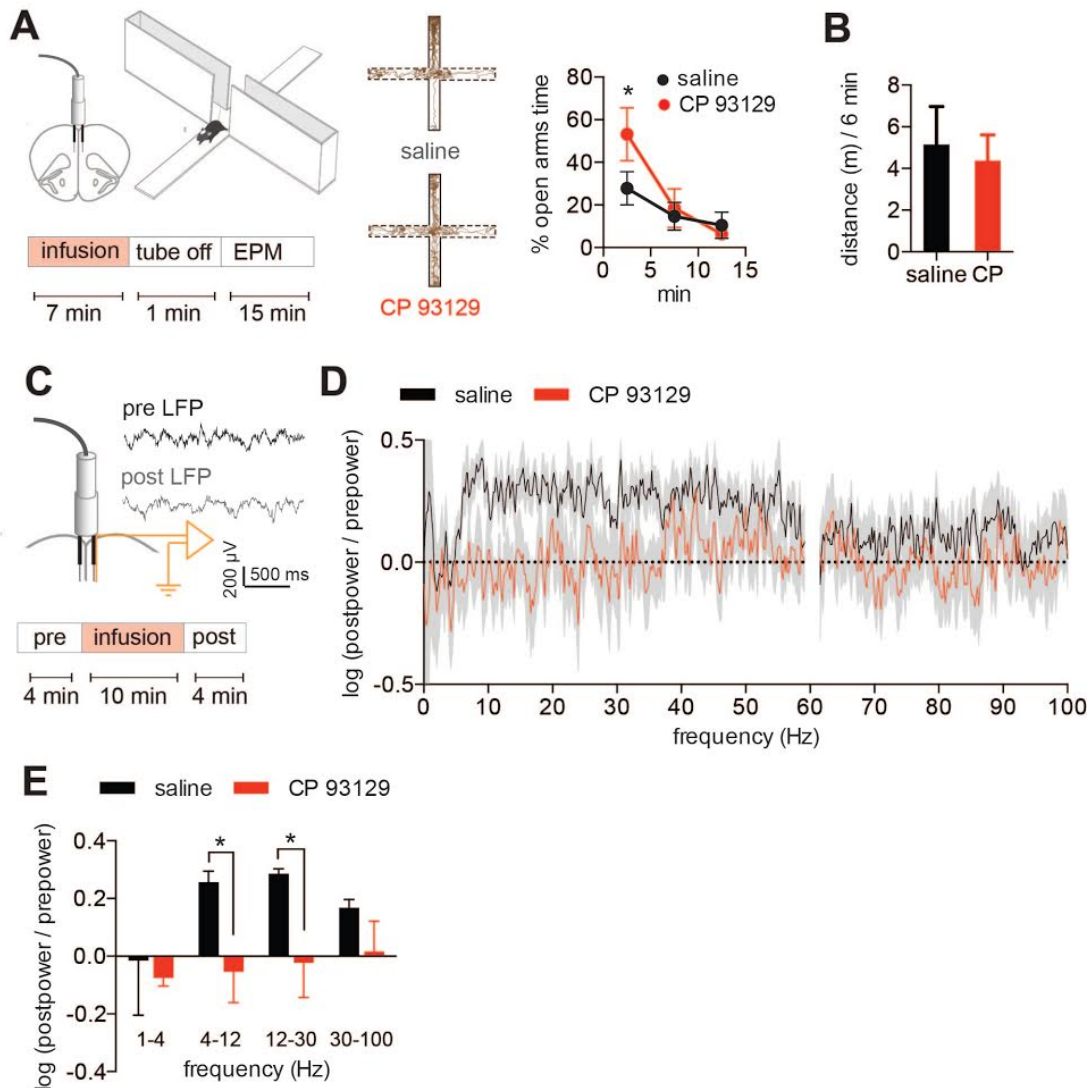 A
infusion tube off EPM
7 min 1 min 15 min
saline
CP 93129
% open arms time
80
60
40
20
0
*
saline
CP 93129
0 5 10 15
min
B
distance (m) / 6 min
8
6
4
2
0
saline CP
C
pre LFP
post LFP
200 µV
500 ms
pre infusion post
4 min 10 min 4 min
D
saline CP 93129
log (postpower / prepower)
0.5
0.0
-0.5
0 10 20 30 40 50 60 70 80 90 100
frequency (Hz)
E
saline CP 93129
log (postpower / prepower)
0.4
0.2
0.0
-0.2
-0.4
* *
1-4 4-12 12-30 30-100
frequency (Hz)